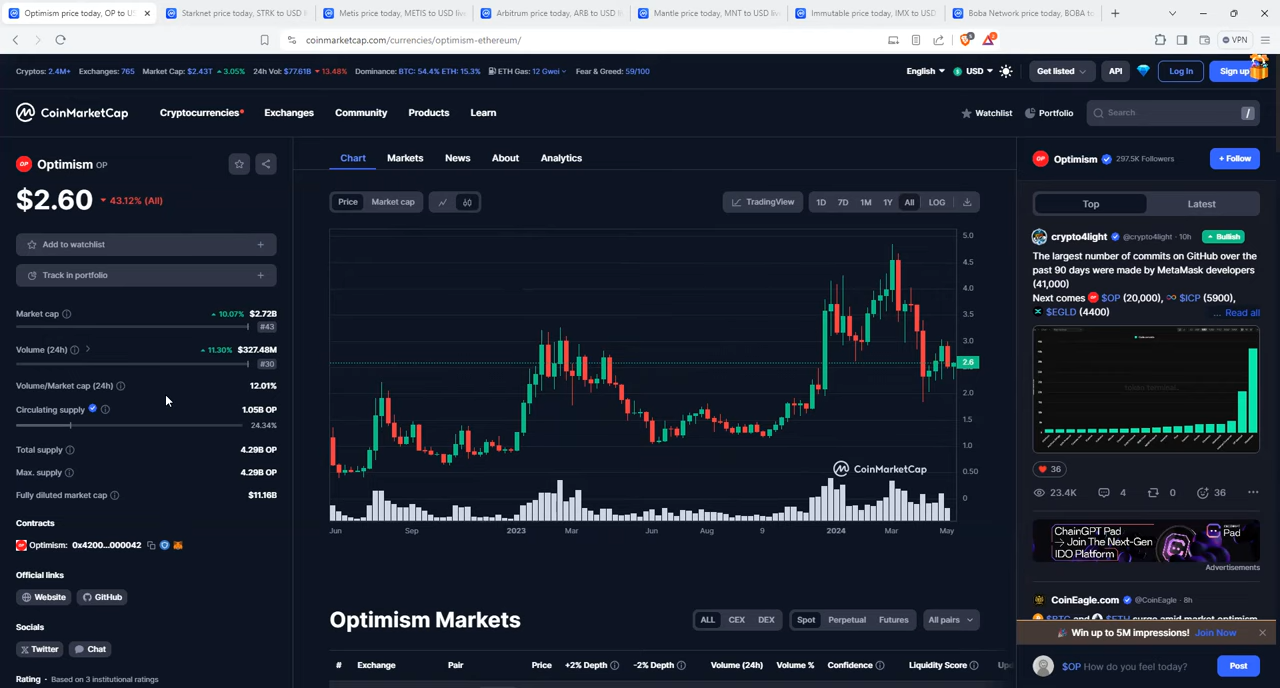 Optimism price today, OP to US
Starknet price today, STRK to USD l
Metis price today, METIS to USD live
Arbitrum price today, ARB to USD li
Mantle price today, MNT to USD live
Immutable price today, IMX to USD
Boba Network price today, BOBA to
coinmarketcap.com/currencies/optimism-ethereum/
VPN
Cryptos: 2.4M+ Exchanges: 765 Market Cap: $2.43T 3.05% 24h Vol: $77.61B 13.48% Dominance: BTC: 54.4% ETH: 15.3% ETH Gas: 12 Gwei Fear & Greed: 59/100
English USD Get listed API Log In Sign up
CoinMarketCap Cryptocurrencies Exchanges Community Products Learn
Watchlist Portfolio Search /
Optimism OP
$2.60 43.12% (All)
Add to watchlist +
Track in portfolio +
Market cap 10.07% $2.72B
#43
Volume (24h) 11.30% $327.48M
#30
Volume/Market cap (24h) 12.01%
Circulating supply 1.05B OP
24.34%
Total supply 4.29B OP
Max. supply 4.29B OP
Fully diluted market cap $11.16B
Contracts
Optimism: 0x4200...000042
Official links
Website GitHub
Socials
Twitter Chat
Rating · Based on 3 institutional ratings
Chart Markets News About Analytics
Price Market cap
TradingView 1D 7D 1M 1Y All LOG
5.0
4.5
4.0
3.5
3.0
2.6
2.0
1.5
1.0
0.50
0
CoinMarketCap
Jun Sep 2023 Mar Jun Aug 9 2024 Mar May
Optimism Markets
ALL CEX DEX Spot Perpetual Futures All pairs
# Exchange Pair Price +2% Depth -2% Depth Volume (24h) Volume % Confidence Liquidity Score
Optimism 297.5K Followers + Follow
Top Latest
crypto4light @crypto4light · 10h Bullish
The largest number of commits on GitHub over the
past 90 days were made by MetaMask developers
(41,000)
Next comes $OP (20,000), $ICP (5900),
$EGLD (4400) ... Read all
36
23.4K 4 0 36
ChainGPT Pad
→ Join The Next-Gen
IDO Platform
Pad
Advertisements
CoinEagle.com @CoinEagle · 8h
Win up to 5M impressions! Join Now
$OP How do you feel today? Post